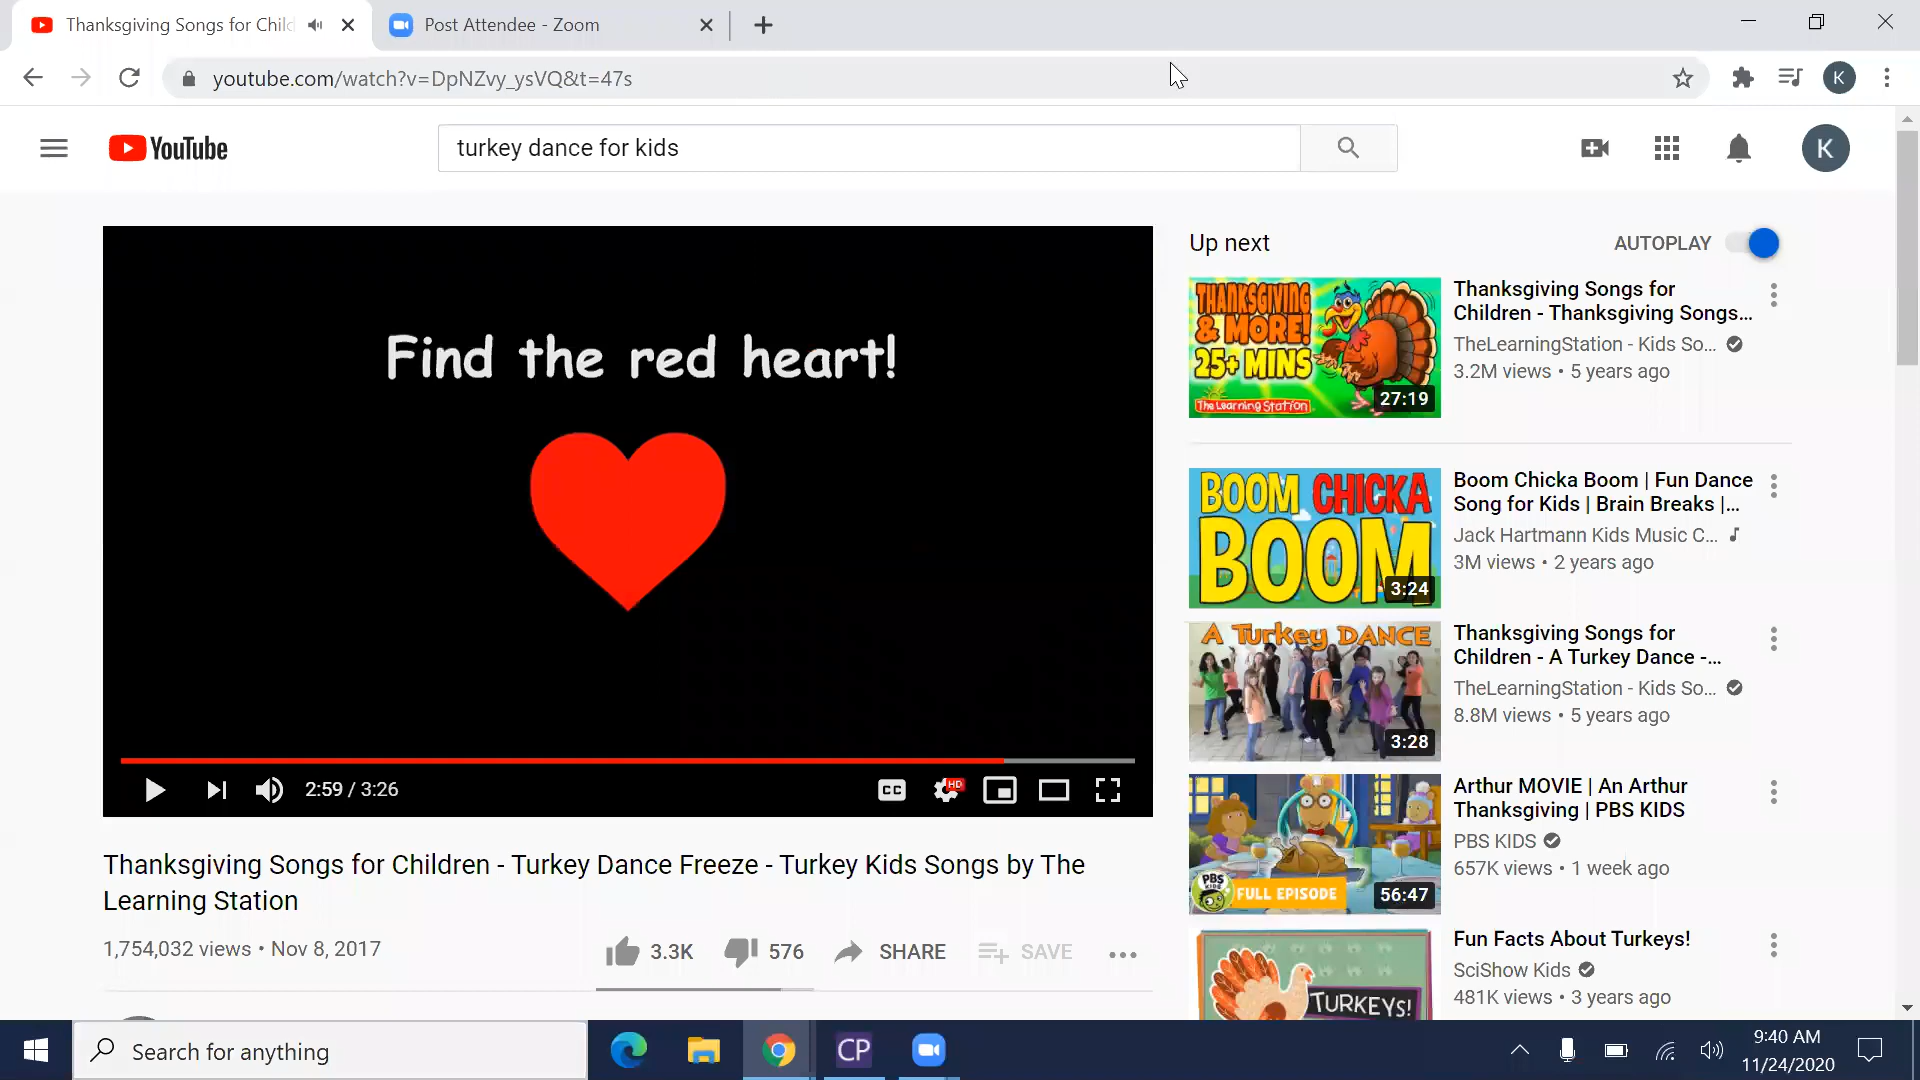 Thanksgiving Songs for Chil
Post Attendee - Zoom
youtube.com/watch?v=DpNZvy_ysVQ&t=47s
K
YouTube
turkey dance for kids
K
Find the red heart!
2:59 / 3:26
CC
HD
Thanksgiving Songs for Children - Turkey Dance Freeze - Turkey Kids Songs by The
Learning Station
1,754,032 views • Nov 8, 2017
3.3K
576
SHARE
SAVE
Up next
AUTOPLAY
THANKSGIVING
& MORE!
25+ MINS
The Learning Station
27:19
Thanksgiving Songs for
Children - Thanksgiving Songs...
TheLearningStation - Kids So...
3.2M views • 5 years ago
BOOM CHICKA
BOOM
3:24
Boom Chicka Boom | Fun Dance
Song for Kids | Brain Breaks |...
Jack Hartmann Kids Music C...
3M views • 2 years ago
A Turkey DANCE
3:28
Thanksgiving Songs for
Children - A Turkey Dance -...
TheLearningStation - Kids So...
8.8M views • 5 years ago
PBS
KIDS
FULL EPISODE
56:47
Arthur MOVIE | An Arthur
Thanksgiving | PBS KIDS
PBS KIDS
657K views • 1 week ago
TURKEYS!
Fun Facts About Turkeys!
SciShow Kids
481K views • 3 years ago
Search for anything
CP
9:40 AM
11/24/2020